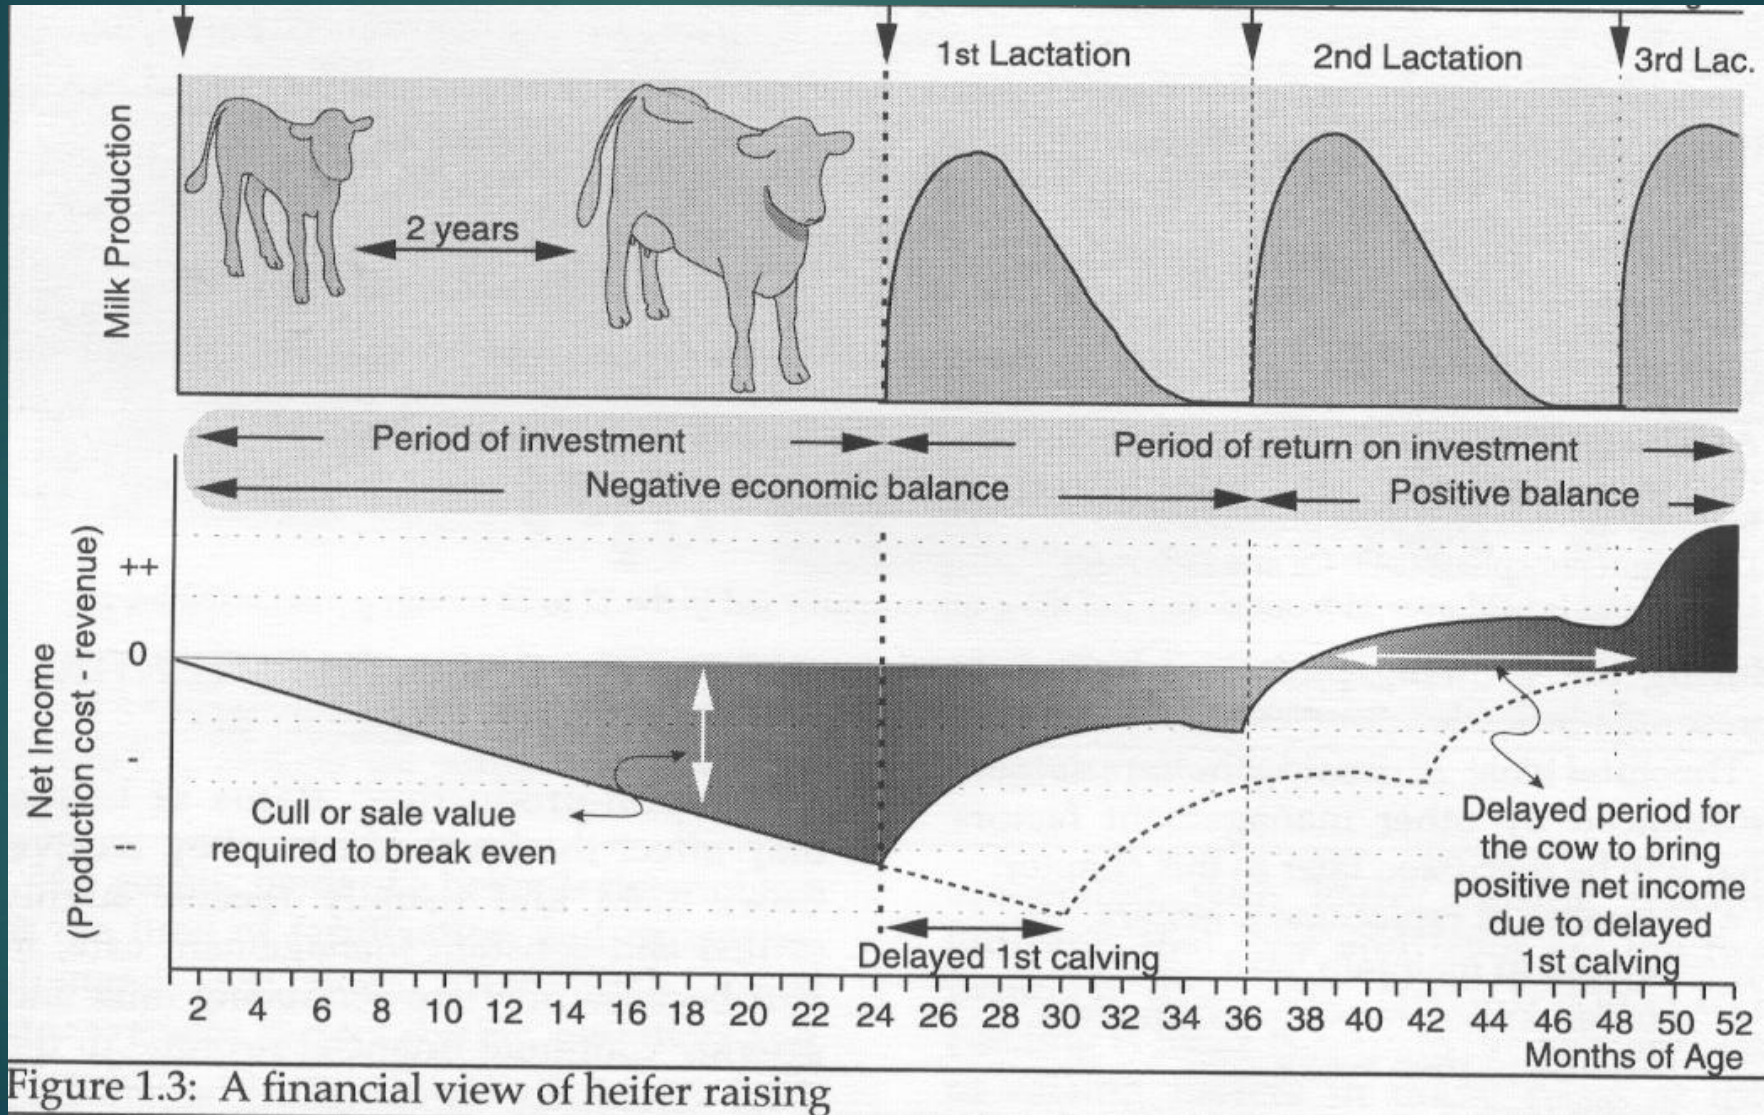 1st Lactation
2nd Lactation
3rd Lac.
Milk Production
2 years
Period of investment
Period of return on investment
Negative economic balance
Positive balance
Net Income
(Production cost - revenue)
++
0
-
--
Cull or sale value
required to break even
Delayed 1st calving
Delayed period for
the cow to bring
positive net income
due to delayed
1st calving
2 4 6 8 10 12 14 16 18 20 22 24 26 28 30 32 34 36 38 40 42 44 46 48 50 52
Months of Age
Figure 1.3: A financial view of heifer raising